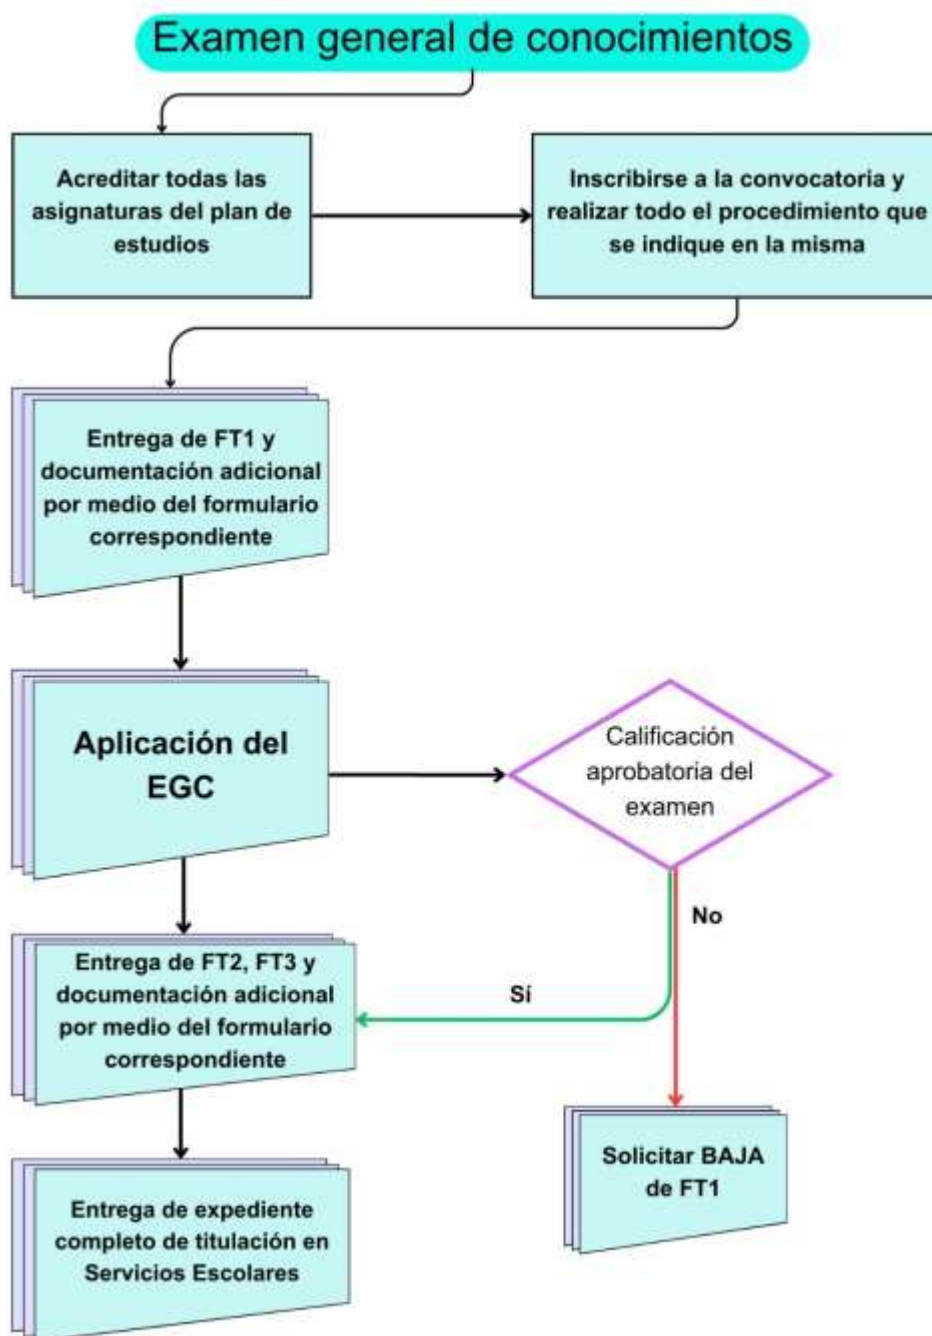 Examen general de conocimientos
Acreditar todas las
asignaturas del plan de
estudios
Inscribirse a la convocatoria y
realizar todo el procedimiento que
se indique en la misma
Entrega de FT1 y
documentación adicional
por medio del formulario
correspondiente
Aplicación del
EGC
Calificación
aprobatoria del
examen
No
Sí
Entrega de FT2, FT3 y
documentación adicional
por medio del formulario
correspondiente
Solicitar BAJA
de FT1
Entrega de expediente
completo de titulación en
Servicios Escolares